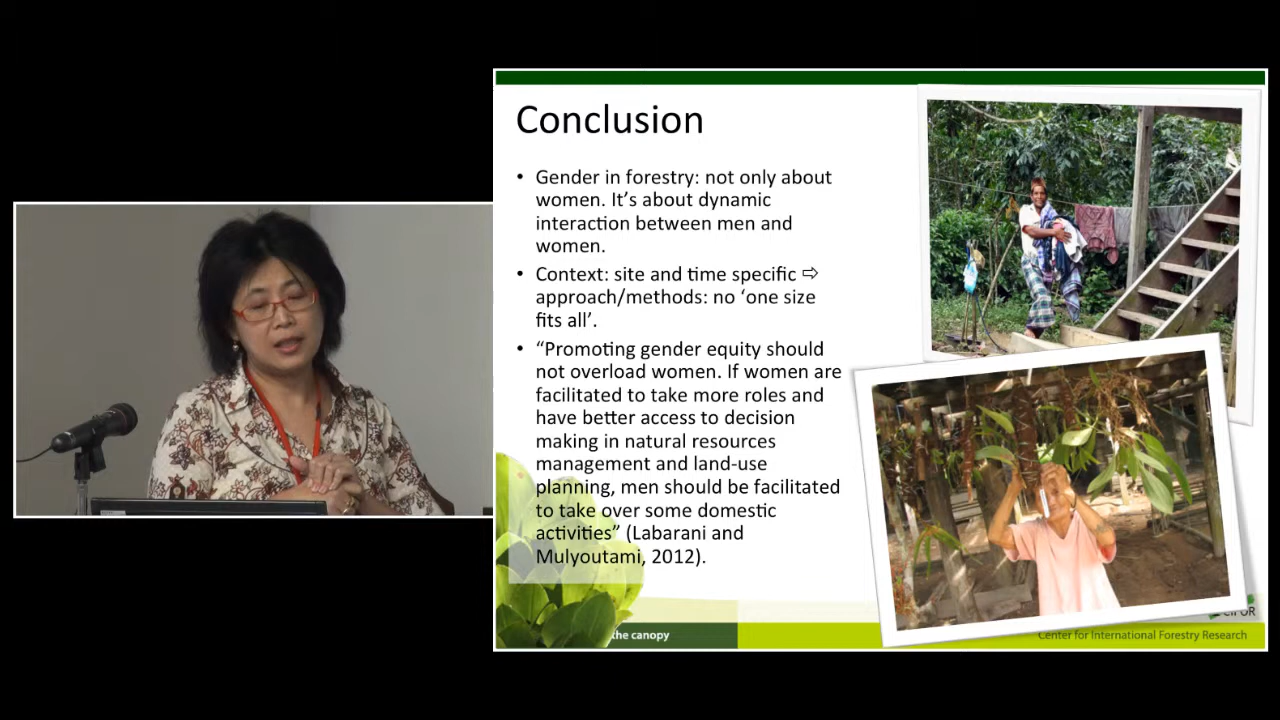 Conclusion
• Gender in forestry: not only about
women. It’s about dynamic
interaction between men and
women.
• Context: site and time specific ⇨
approach/methods: no ‘one size
fits all’.
• “Promoting gender equity should
not overload women. If women are
facilitated to take more roles and
have better access to decision
making in natural resources
management and land-use
planning, men should be facilitated
to take over some domestic
activities” (Labarani and
Mulyoutami, 2012).
CIFOR
the canopy
Center for International Forestry Research